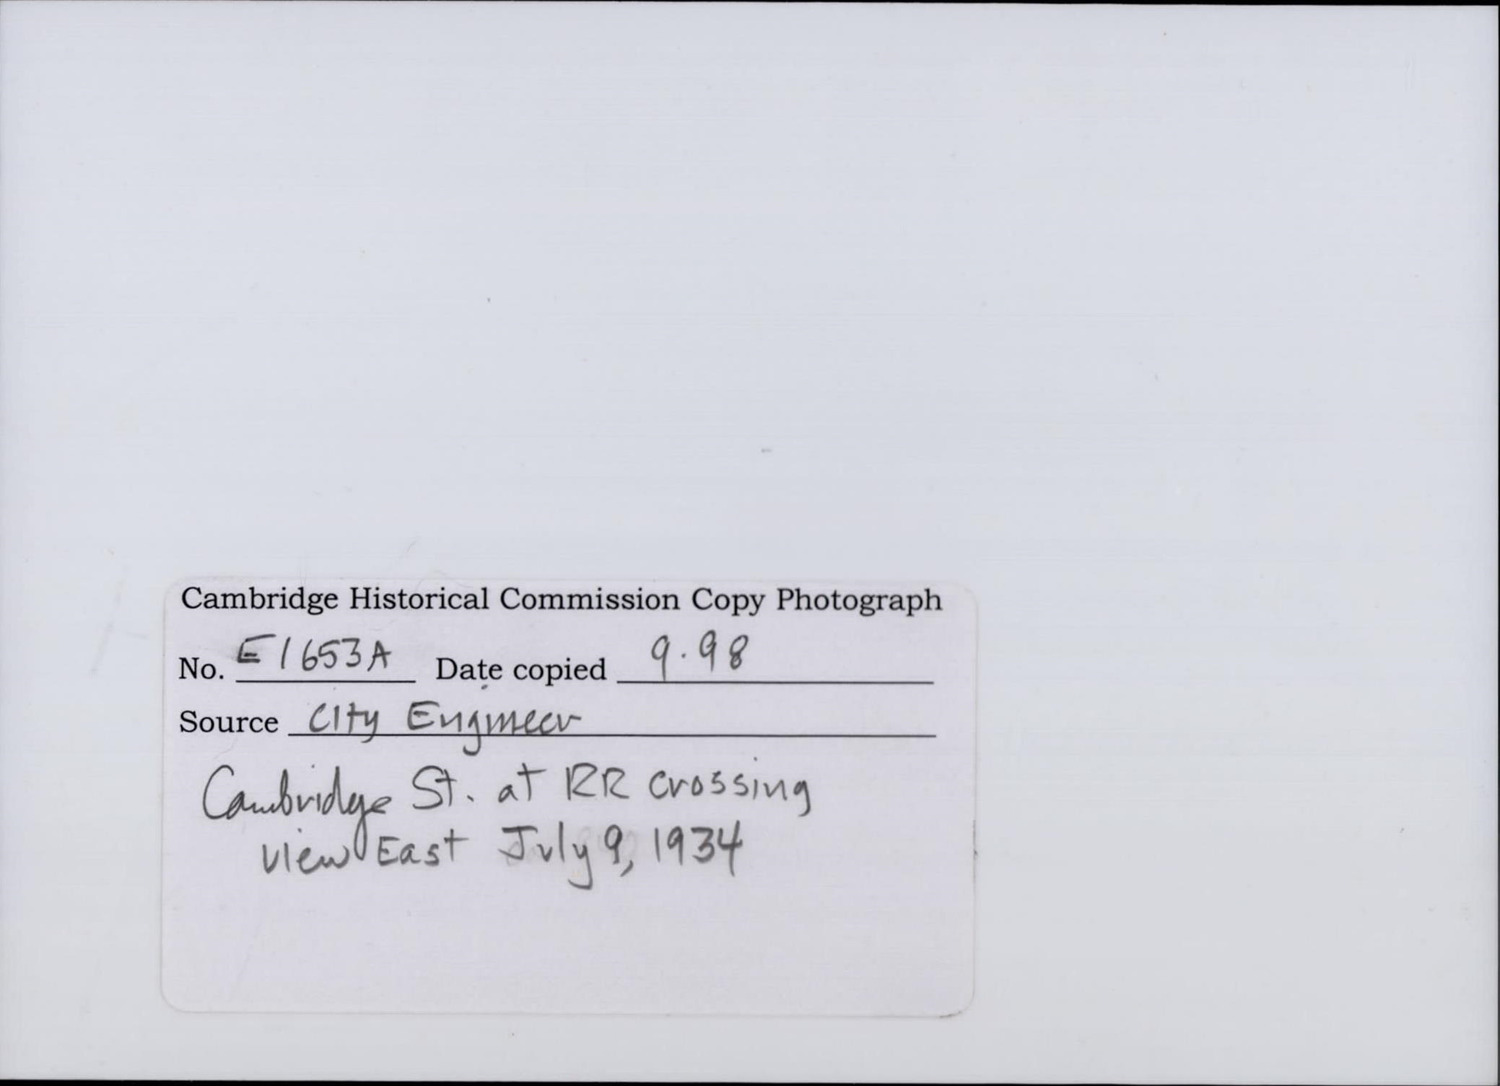 Cambridge Historical Commission Copy Photograph
No. E1653A Date copied 9.98
Source City Engineer
Cambridge St. at RR crossing
view East July 9, 1934